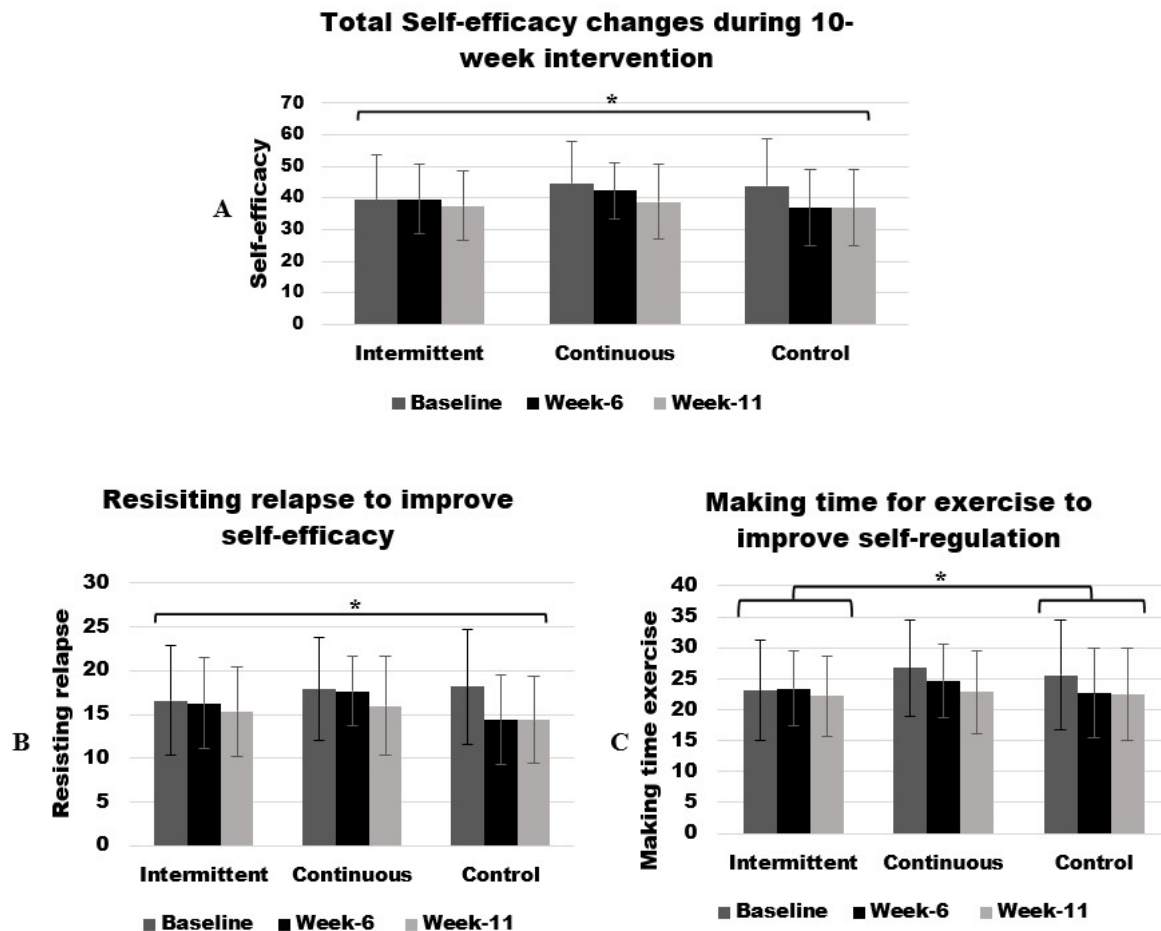 Total Self-efficacy changes during 10-
week intervention
*
70
60
50
40
30
20
10
0
A
Self-efficacy
Intermittent Continuous Control
Baseline Week-6 Week-11
Resisiting relapse to improve
self-efficacy
*
30
25
20
15
10
5
0
B
Resisting relapse
Intermittent Continuous Control
Baseline Week-6 Week-11
Making time for exercise to
improve self-regulation
*
40
35
30
25
20
15
10
5
0
C
Making time exercise
Intermittent Continuous Control
Baseline Week-6 Week-11